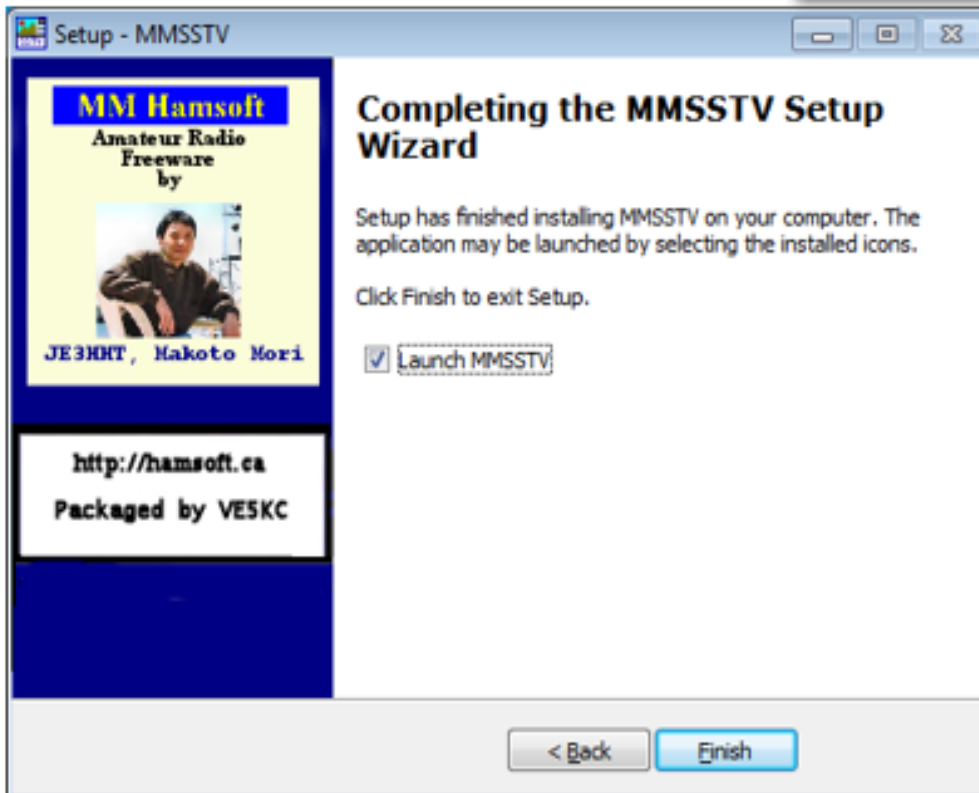 Setup - MMSSTV
MM Hamsoft
Amateur Radio
Freeware
by
JE3HHT, Makoto Mori
http://hamsoft.ca
Packaged by VE5KC
Completing the MMSSTV Setup
Wizard
Setup has finished installing MMSSTV on your computer. The
application may be launched by selecting the installed icons.
Click Finish to exit Setup.
Launch MMSSTV
< Back
Finish